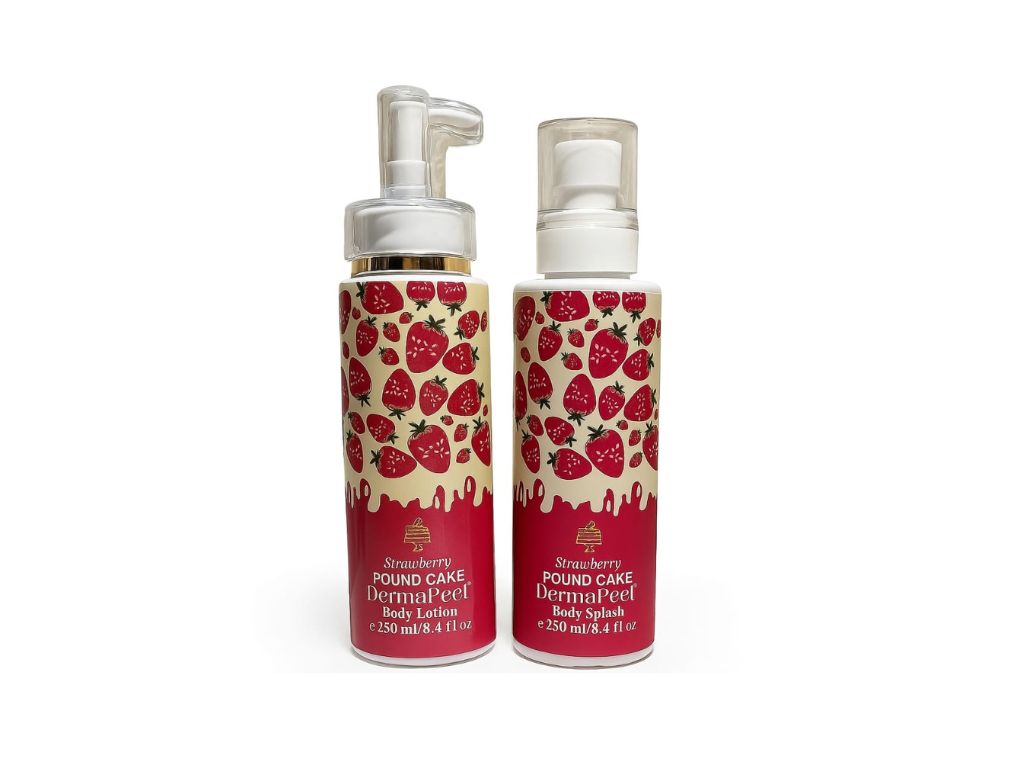 Strawberry
POUND CAKE
DermaPeel®
Body Lotion
e 250 ml/8.4 fl oz
Strawberry
POUND CAKE
DermaPeel®
Body Splash
e 250 ml/8.4 fl oz